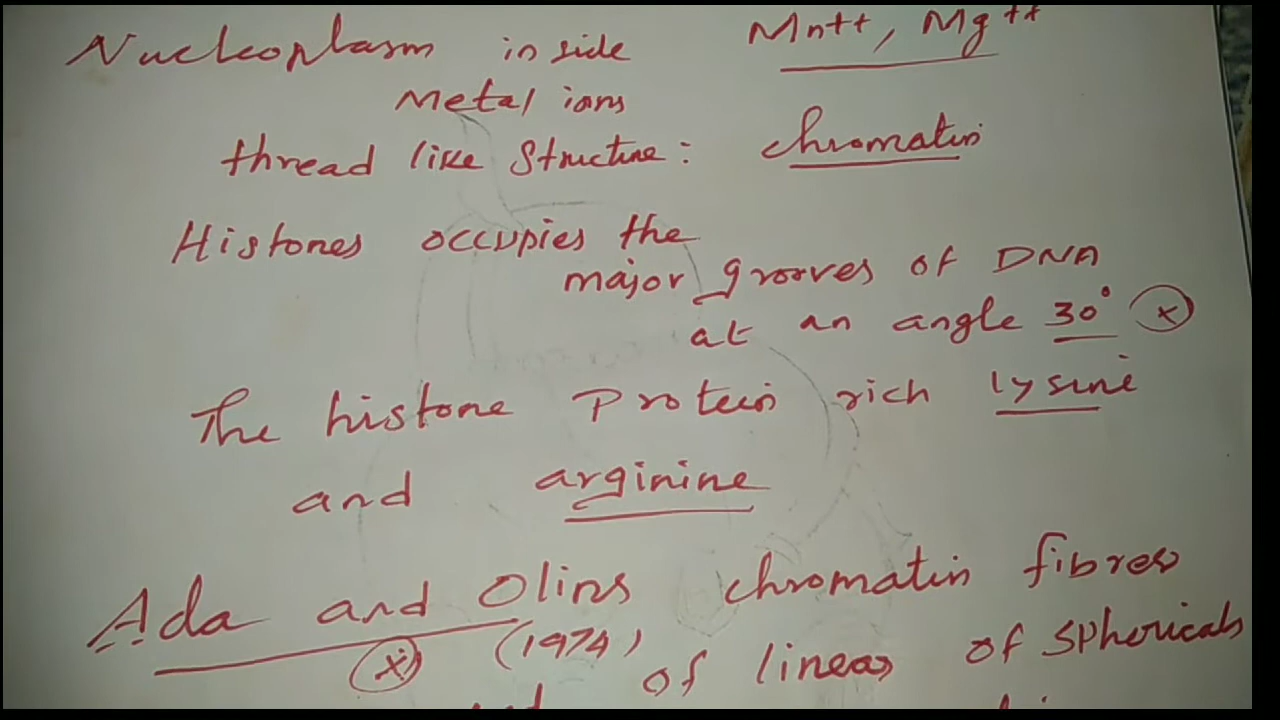 Nucleoplasm inside Mn++, Mg++
Metal ions
thread like Structure: chromatin
Histones occupies the
major grooves of DNA
at an angle 30° x
The histone Protein rich lysine
and arginine
Ada and Olins chromatin fibres
x (1974) of linear of Sphericals